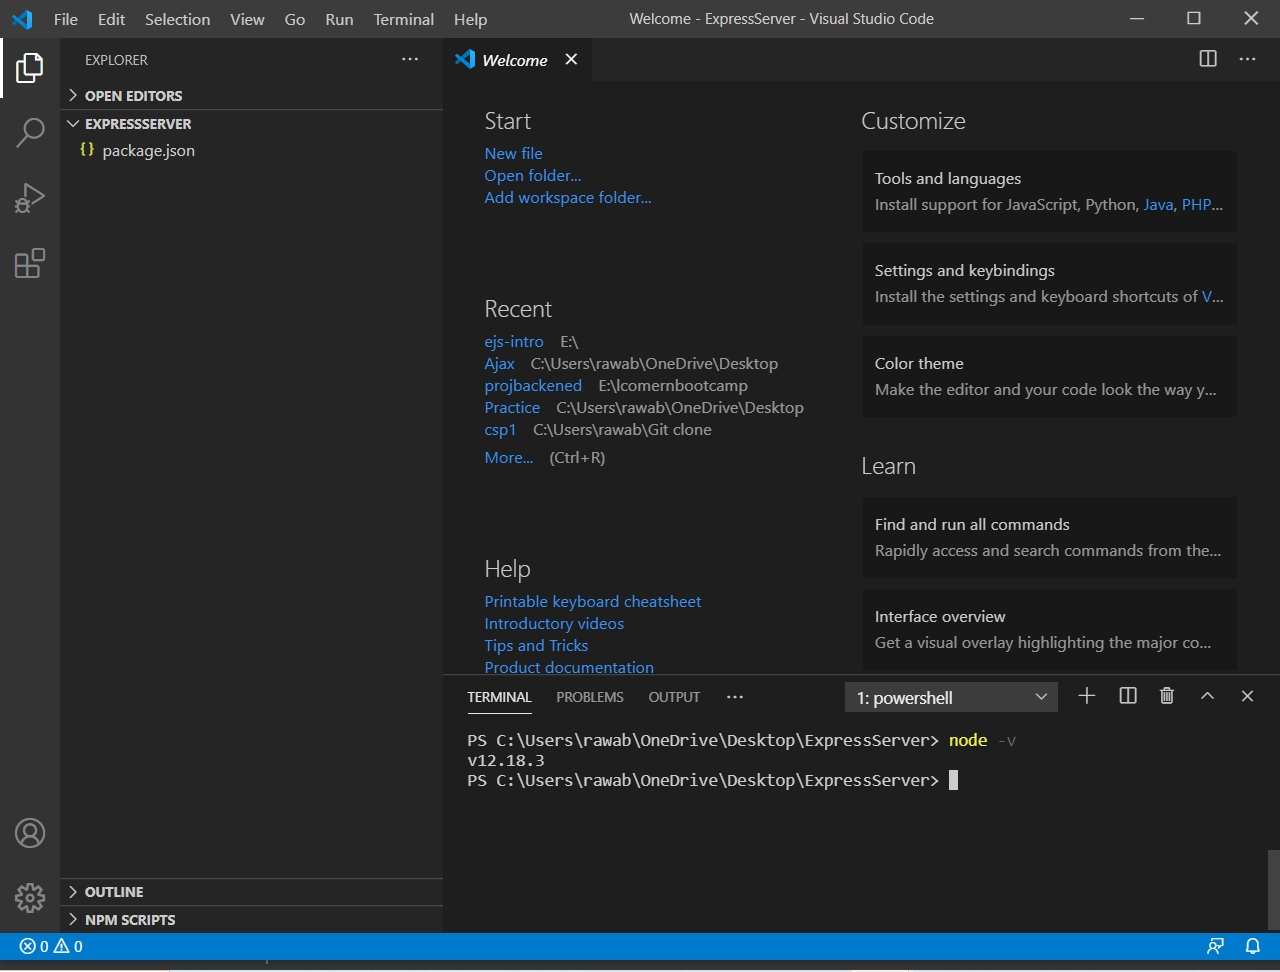 File Edit Selection View Go Run Terminal Help Welcome - ExpressServer - Visual Studio Code
EXPLORER
OPEN EDITORS
EXPRESSSERVER
{} package.json
OUTLINE
NPM SCRIPTS
Welcome
Start
New file
Open folder...
Add workspace folder...
Recent
ejs-intro E:\
Ajax C:\Users\rawab\OneDrive\Desktop
projbackened E:\lcomernbootcamp
Practice C:\Users\rawab\OneDrive\Desktop
csp1 C:\Users\rawab\Git clone
More... (Ctrl+R)
Help
Printable keyboard cheatsheet
Introductory videos
Tips and Tricks
Product documentation
Customize
Tools and languages
Install support for JavaScript, Python, Java, PHP...
Settings and keybindings
Install the settings and keyboard shortcuts of V...
Color theme
Make the editor and your code look the way y...
Learn
Find and run all commands
Rapidly access and search commands from the...
Interface overview
Get a visual overlay highlighting the major co...
TERMINAL PROBLEMS OUTPUT ... 1: powershell
PS C:\Users\rawab\OneDrive\Desktop\ExpressServer> node -v
v12.18.3
PS C:\Users\rawab\OneDrive\Desktop\ExpressServer>
0 0